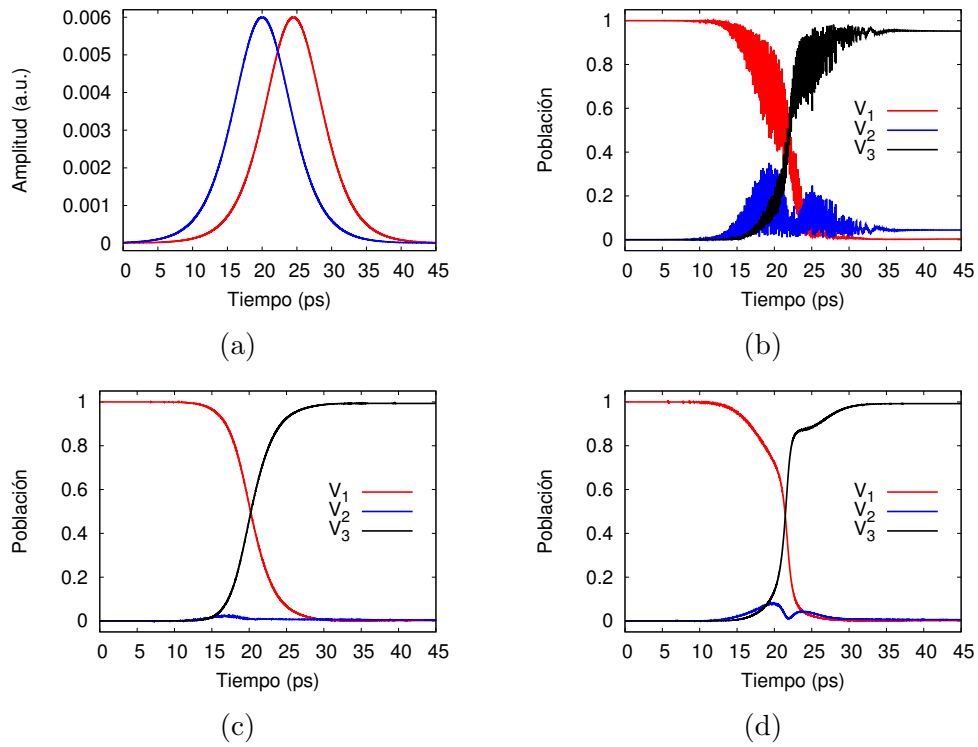 Amplitud (a.u.)
0.006
0.005
0.004
0.003
0.002
0.001
0
0 5 10 15 20 25 30 35 40 45
Tiempo (ps)
(a)
Población
1
0.8
0.6
0.4
0.2
0
V1
V2
V3
0 5 10 15 20 25 30 35 40 45
Tiempo (ps)
(b)
Población
1
0.8
0.6
0.4
0.2
0
V1
V2
V3
0 5 10 15 20 25 30 35 40 45
Tiempo (ps)
(c)
Población
1
0.8
0.6
0.4
0.2
0
V1
V2
V3
0 5 10 15 20 25 30 35 40 45
Tiempo (ps)
(d)